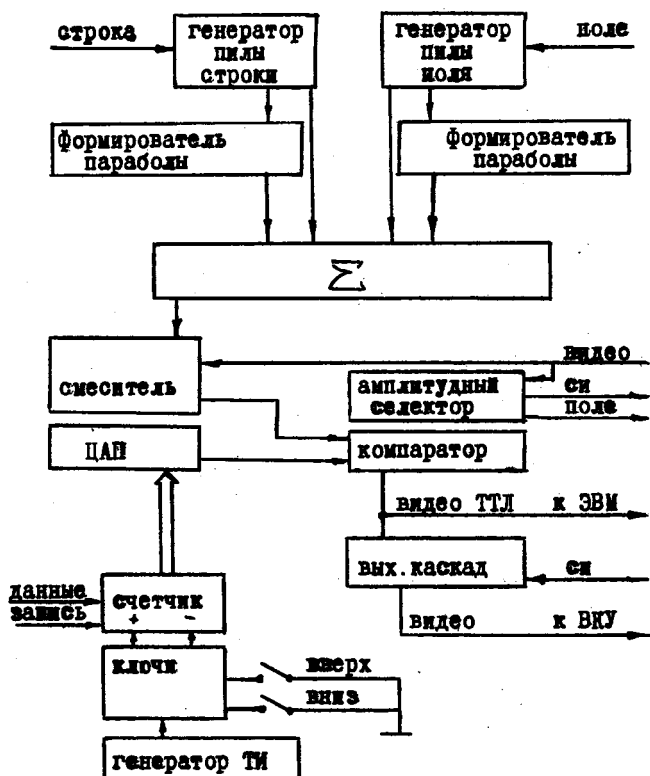 строка
генератор
пилы
строки
генератор
пилы
поля
поле
формирователь
параболы
формирователь
параболы
Σ
смеситель
видео
амплитудный
селектор
си
поле
ЦАП
компаратор
видео ТТЛ к ЭВМ
вых. каскад
си
видео к ВКУ
данные
запись
счетчик
+ -
ключи
вверх
вниз
генератор ТИ